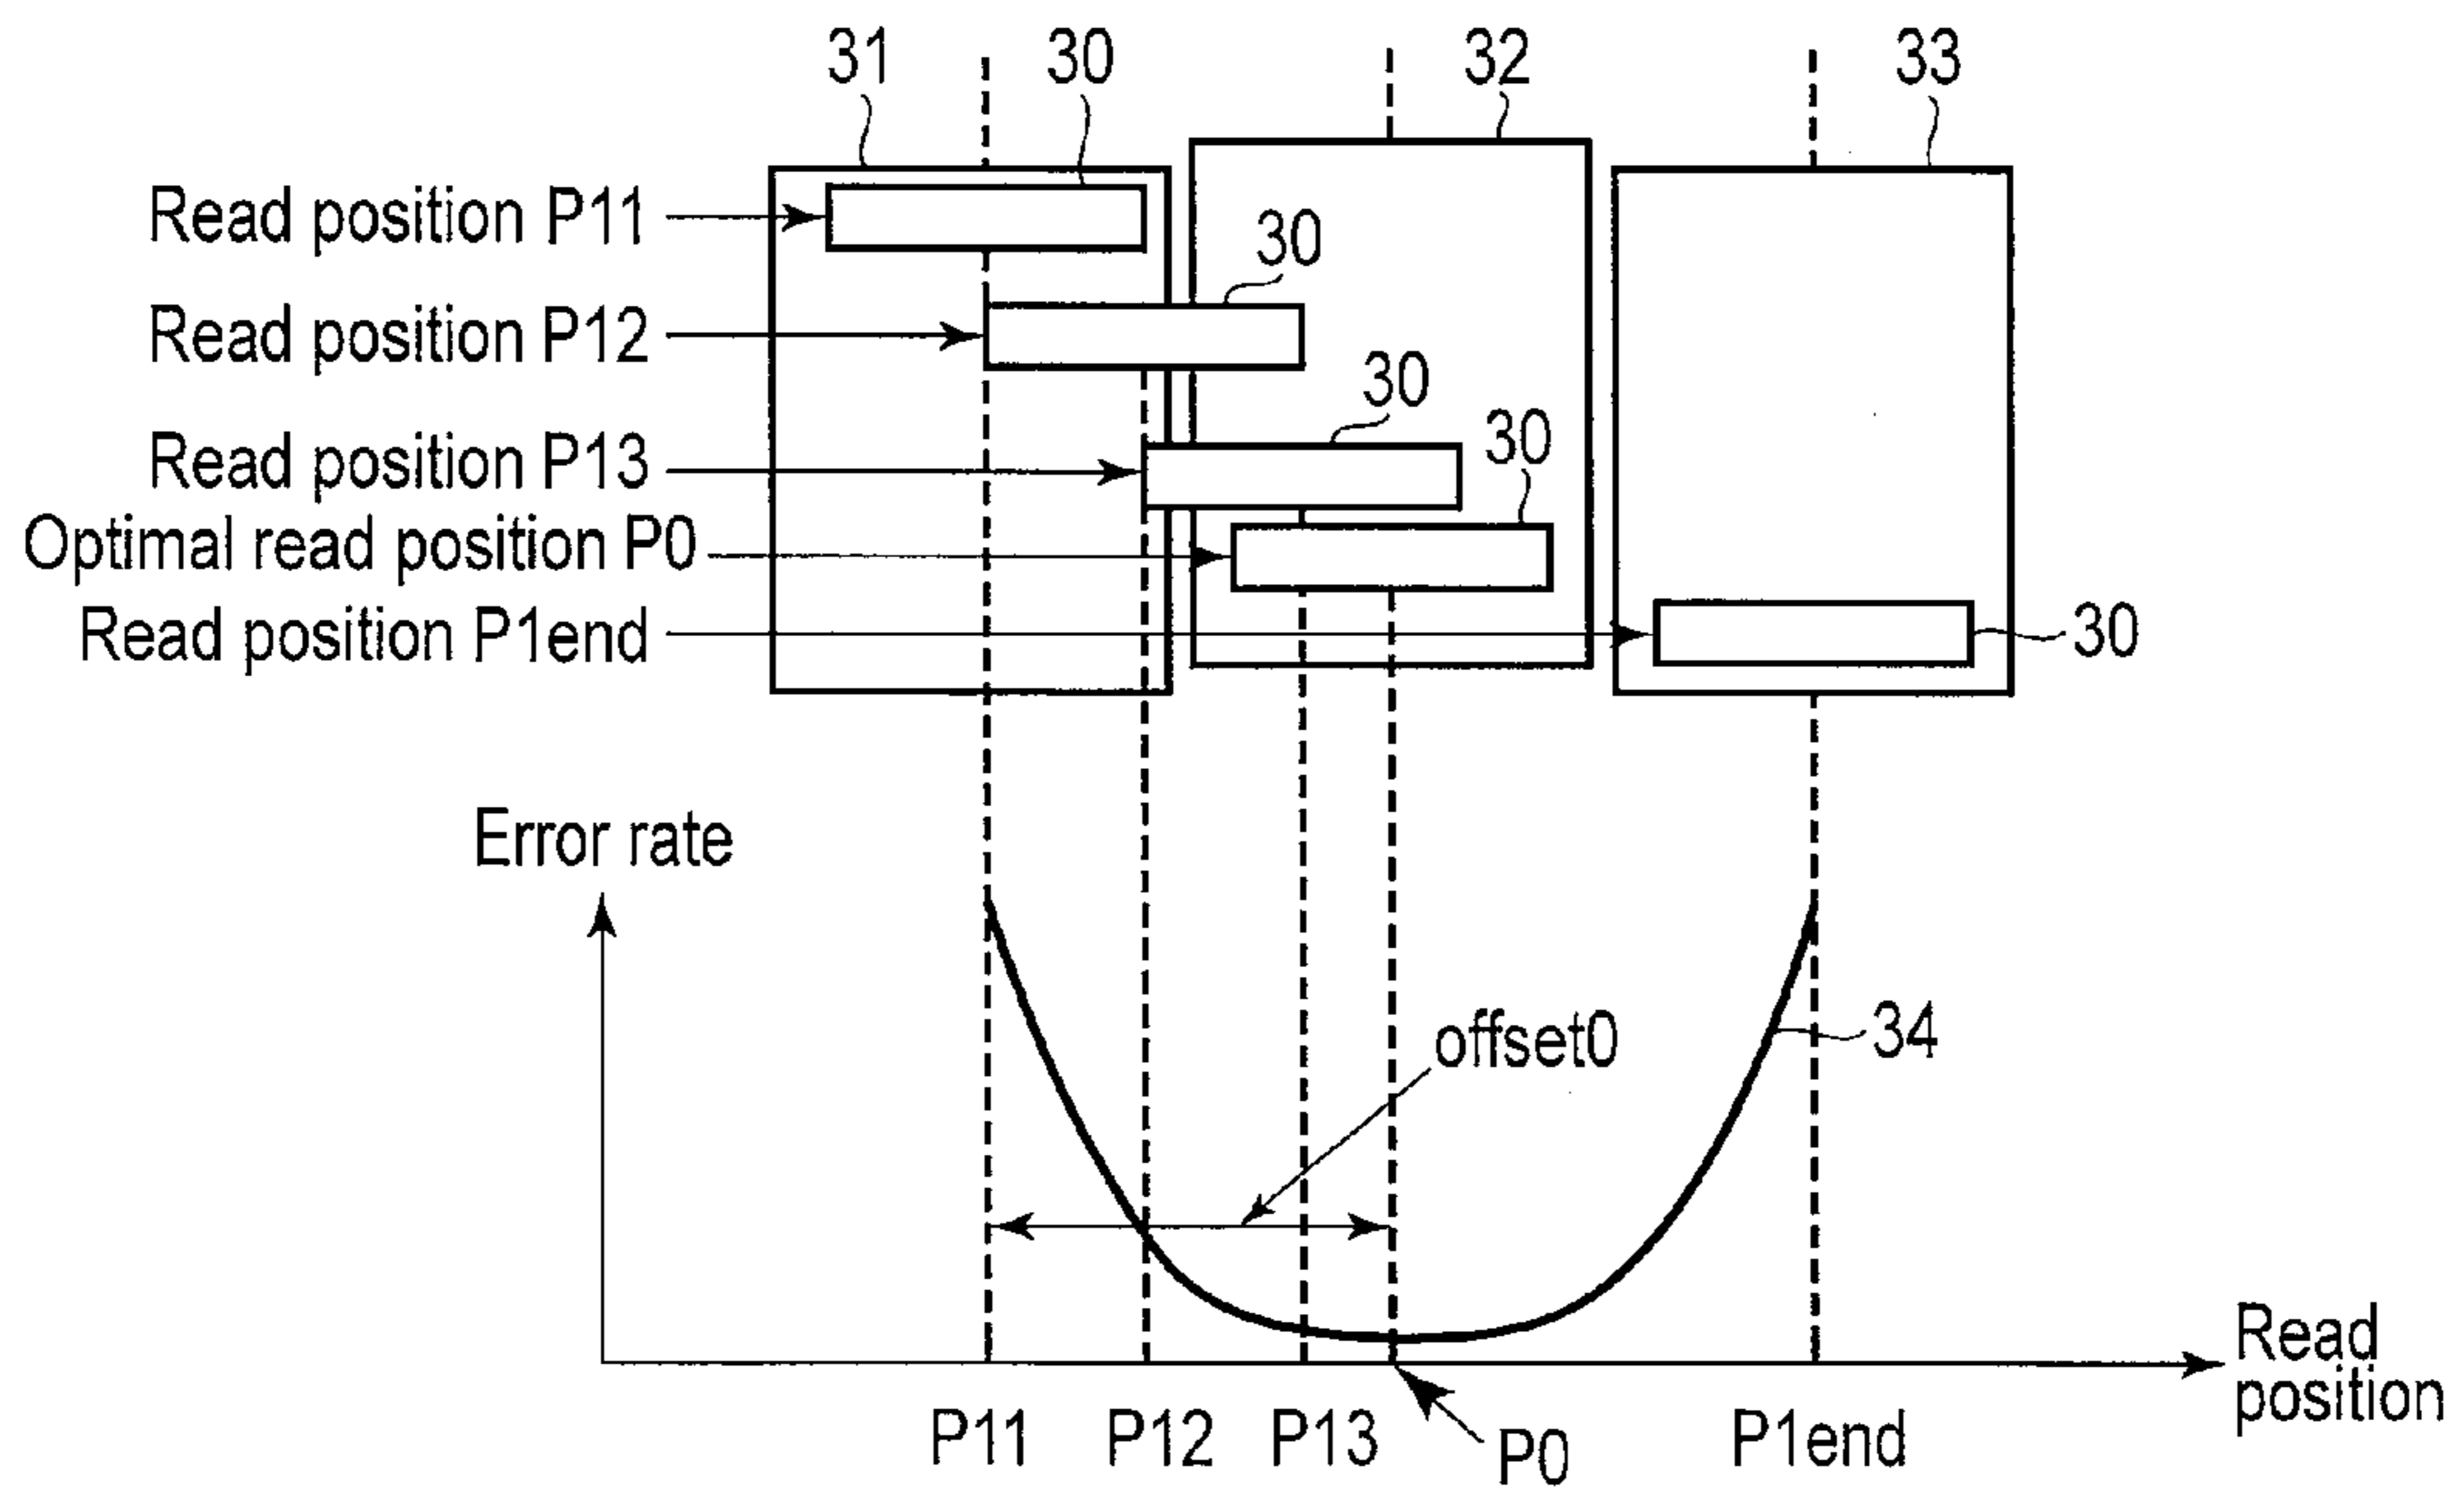 31
30
32
33
Read position P11
30
Read position P12
30
Read position P13
30
Optimal read position P0
Read position P1end
30
Error rate
offset0
34
Read
position
P11
P12
P13
P0
P1end